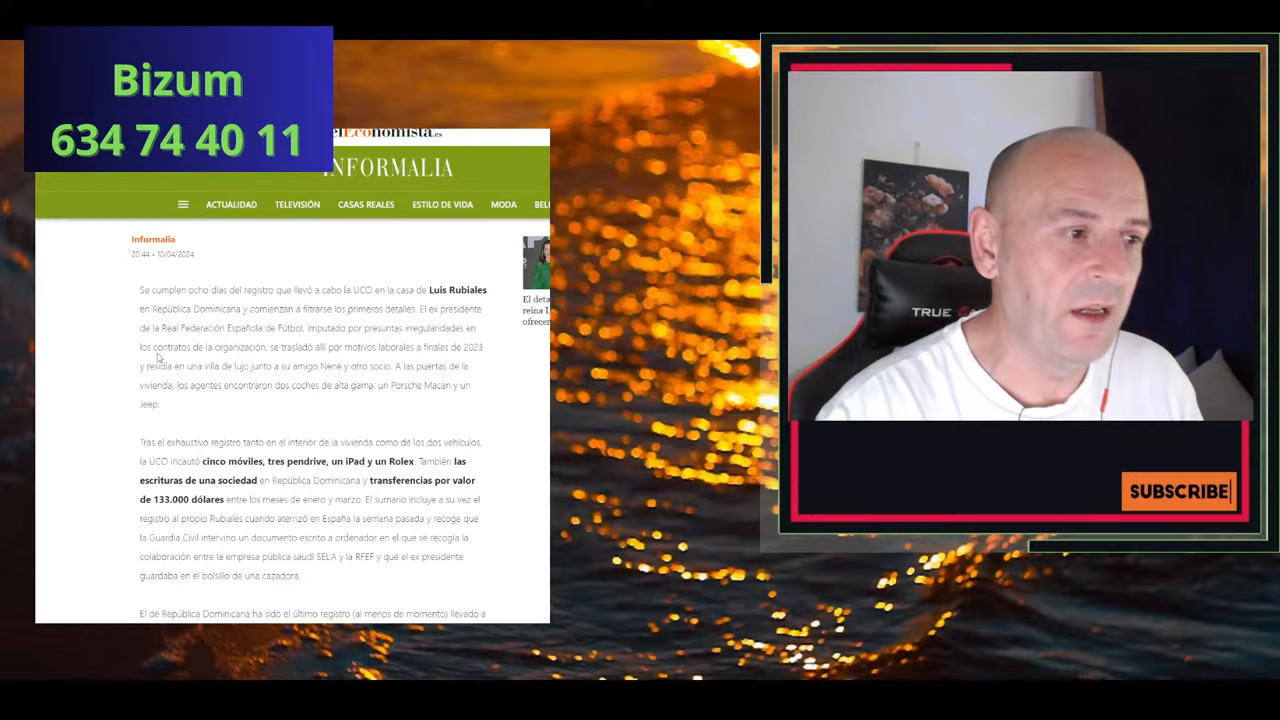 Bizum
634 74 40 11
elEconomista.es
INFORMALIA
ACTUALIDAD TELEVISIÓN CASAS REALES ESTILO DE VIDA MODA
Informalia
20:44 • 10/04/2024
Se cumplen ocho días del registro que llevó a cabo la UCO en la casa de Luis Rubiales
en República Dominicana y comienzan a filtrarse los primeros detalles. El ex presidente
de la Real Federación Española de Fútbol, imputado por presuntas irregularidades en
los contratos de la organización, se trasladó allí por motivos laborales a finales de 2023
y residía en una villa de lujo junto a su amigo Nené y otro socio. A las puertas de la
vivienda, los agentes encontraron dos coches de alta gama: un Porsche Macan y un
Jeep.
Tras el exhaustivo registro tanto en el interior de la vivienda como de los dos vehículos,
la UCO incautó cinco móviles, tres pendrive, un iPad y un Rolex. También las
escrituras de una sociedad en República Dominicana y transferencias por valor
de 133.000 dólares entre los meses de enero y marzo. El sumario incluye a su vez el
registro al propio Rubiales cuando aterrizó en España la semana pasada y recoge que
la Guardia Civil intervino un documento escrito a ordenador en el que se recogía la
colaboración entre la empresa pública saudí SELA y la RFEF y que el ex presidente
guardaba en el bolsillo de una cazadora.
El de República Dominicana ha sido el último registro (al menos de momento) llevado a
El deta
reina L
ofrecer
TRUE
SUBSCRIBE